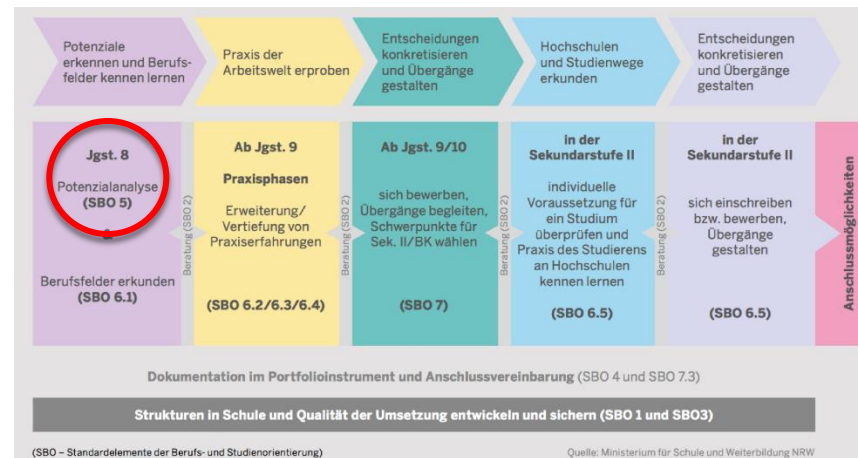 Potenziale
erkennen und Berufs-
felder kennen lernen
Praxis der
Arbeitswelt erproben
Entscheidungen
konkretisieren
und Übergänge
gestalten
Hochschulen
und Studienwege
erkunden
Entscheidungen
konkretisieren
und Übergänge
gestalten
Jgst. 8
Potenzialanalyse
(SBO 5)
&
Berufsfelder erkunden
(SBO 6.1)
Beratung (SBO 2)
Ab Jgst. 9
Praxisphasen
Erweiterung/
Vertiefung von
Praxiserfahrungen
(SBO 6.2/6.3/6.4)
Beratung (SBO 2)
Ab Jgst. 9/10
sich bewerben,
Übergänge begleiten,
Schwerpunkte für
Sek. II/BK wählen
(SBO 7)
Beratung (SBO 2)
in der
Sekundarstufe II
individuelle
Voraussetzung für
ein Studium
überprüfen und
Praxis des Studierens
an Hochschulen
kennen lernen
(SBO 6.5)
Beratung (SBO 2)
in der
Sekundarstufe II
sich einschreiben
bzw. bewerben,
Übergänge
gestalten
(SBO 6.5)
Anschlussmöglichkeiten
Dokumentation im Portfolioinstrument und Anschlussvereinbarung (SBO 4 und SBO 7.3)
Strukturen in Schule und Qualität der Umsetzung entwickeln und sichern (SBO 1 und SBO3)
(SBO – Standardelemente der Berufs- und Studienorientierung)
Quelle: Ministerium für Schule und Weiterbildung NRW